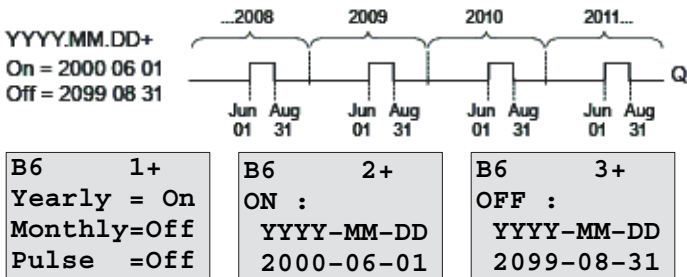 ...2008 2009 2010 2011...
YYYY.MM.DD+
On = 2000 06 01
Off = 2099 08 31
Q
Jun Aug Jun Aug Jun Aug Jun Aug
01 31 01 31 01 31 01 31
B6 1+
Yearly = On
Monthly=Off
Pulse =Off
B6 2+
ON :
YYYY-MM-DD
2000-06-01
B6 3+
OFF :
YYYY-MM-DD
2099-08-31